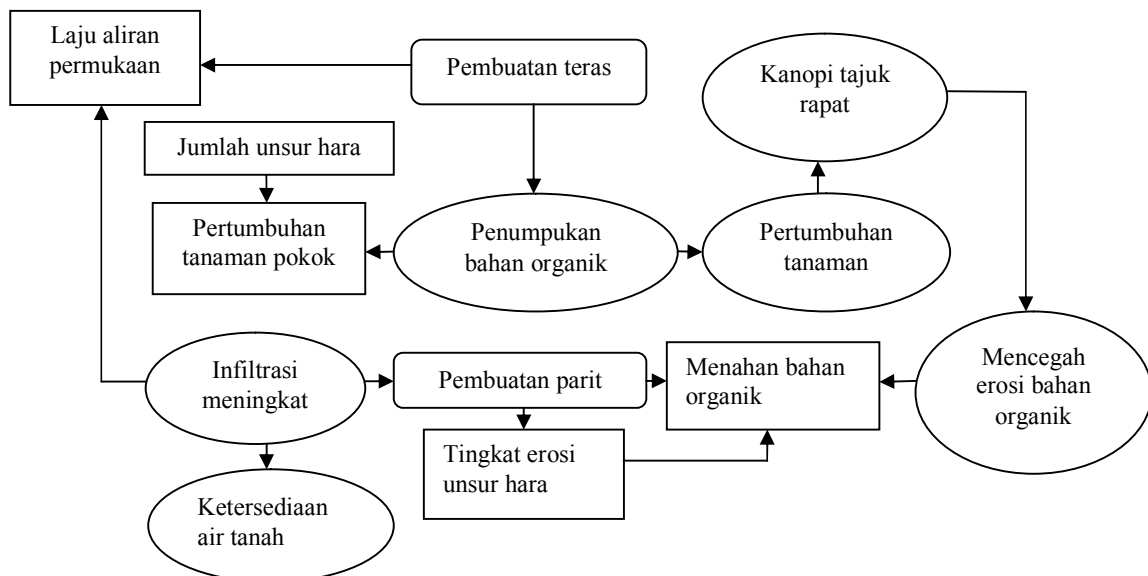 Laju aliran
permukaan
Pembuatan teras
Kanopi tajuk
rapat
Jumlah unsur hara
Pertumbuhan
tanaman pokok
Penumpukan
bahan organik
Pertumbuhan
tanaman
Infiltrasi
meningkat
Pembuatan parit
Menahan bahan
organik
Mencegah
erosi bahan
organik
Tingkat erosi
unsur hara
Ketersediaan
air tanah